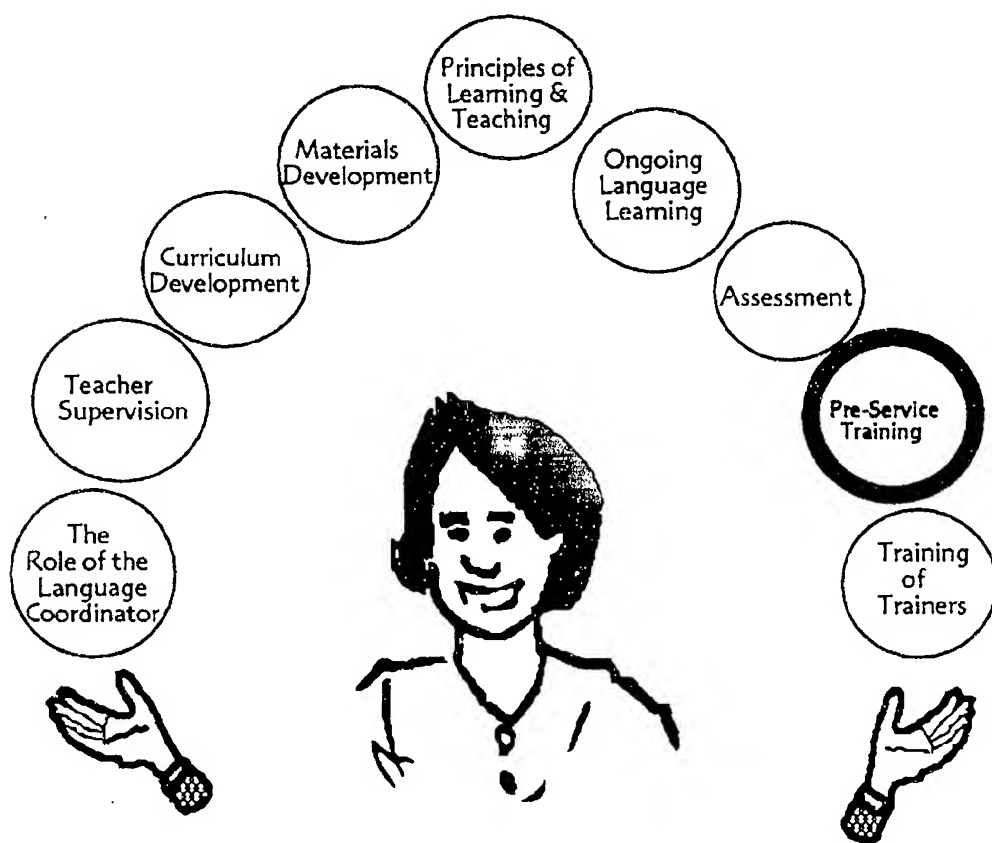 The
Role of the
Language
Coordinator
Teacher
Supervision
Curriculum
Development
Materials
Development
Principles of
Learning &
Teaching
Ongoing
Language
Learning
Assessment
Pre-Service
Training
Training
of
Trainers